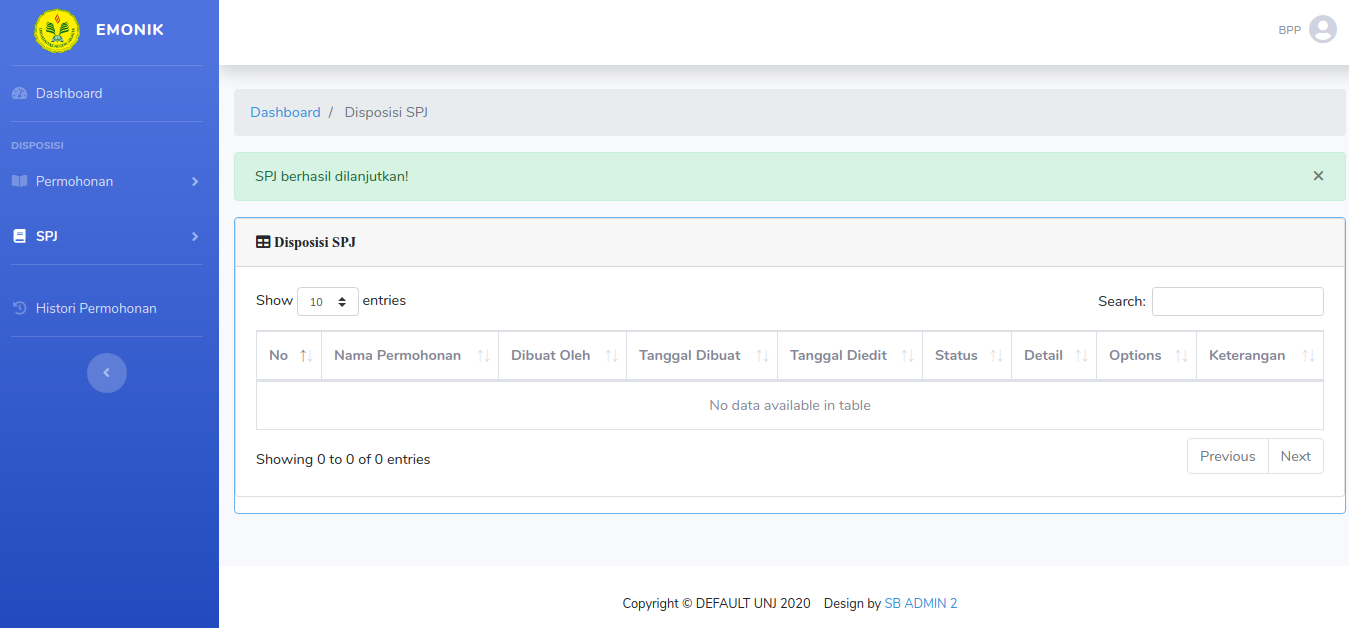 EMONIK
BPP
Dashboard
DISPOSISI
Permohonan
SPJ
Histori Permohonan
Dashboard / Disposisi SPJ
SPJ berhasil dilanjutkan! ×
Disposisi SPJ
Show 10 entries Search:
No Nama Permohonan Dibuat Oleh Tanggal Dibuat Tanggal Diedit Status Detail Options Keterangan
No data available in table
Showing 0 to 0 of 0 entries Previous Next
Copyright © DEFAULT UNJ 2020 Design by SB ADMIN 2